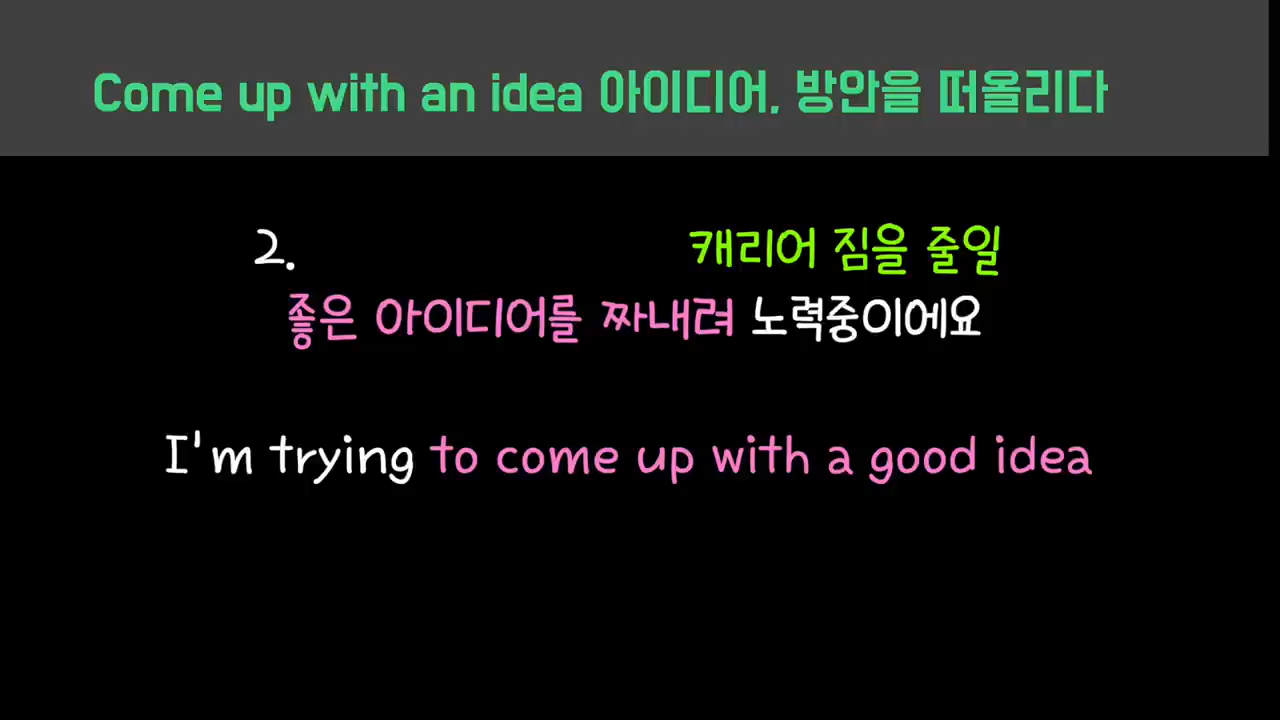 Come up with an idea 아이디어, 방안을 떠올리다
2. 캐리어 짐을 줄일
좋은 아이디어를 짜내려 노력중이에요
I'm trying to come up with a good idea